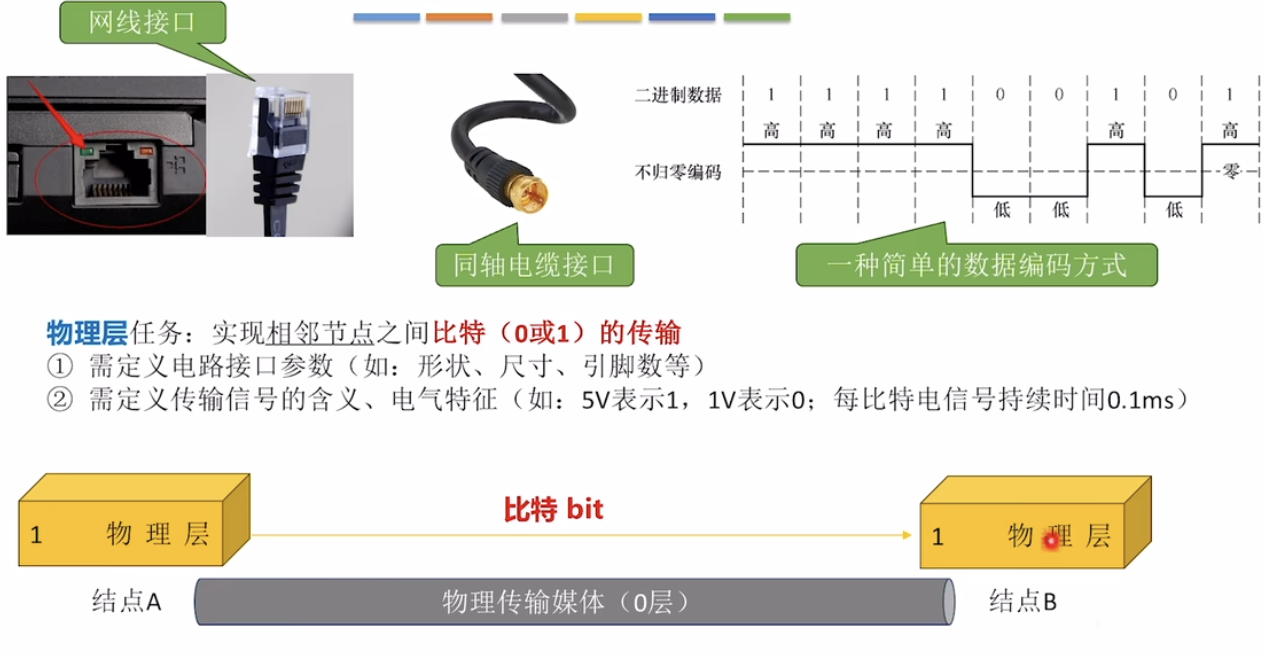 网线接口
二进制数据 1 1 1 1 0 0 1 0 1
高 高 高 高 高 高
不归零编码 零
低 低 低
同轴电缆接口
一种简单的数据编码方式
物理层任务：实现相邻节点之间比特（0或1）的传输
① 需定义电路接口参数（如：形状、尺寸、引脚数等）
② 需定义传输信号的含义、电气特征（如：5V表示1，1V表示0；每比特电信号持续时间0.1ms）
比特 bit
1 物 理 层
1 物 理 层
结点A
物理传输媒体（0层）
结点B